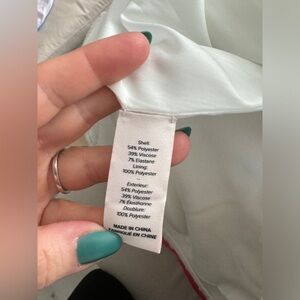 Shell:
54% Polyester
39% Viscose
7% Elastane
Lining:
100% Polyester
-
Exterieur:
54% Polyester
39% Viscose
7% Élasthanne
Doublure:
100% Polyester
MADE IN CHINA
FABRIQUÉ EN CHINE